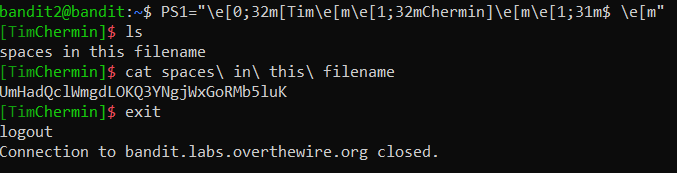 bandit2@bandit:~$ PS1="\e[0;32m[Tim\e[m\e[1;32mChermin]\e[m\e[1;31m$ \e[m"
[TimChermin]$ ls
spaces in this filename
[TimChermin]$ cat spaces\ in\ this\ filename
UmHadQclWmgdLOKQ3YNgjWxGoRMb5luK
[TimChermin]$ exit
logout
Connection to bandit.labs.overthewire.org closed.